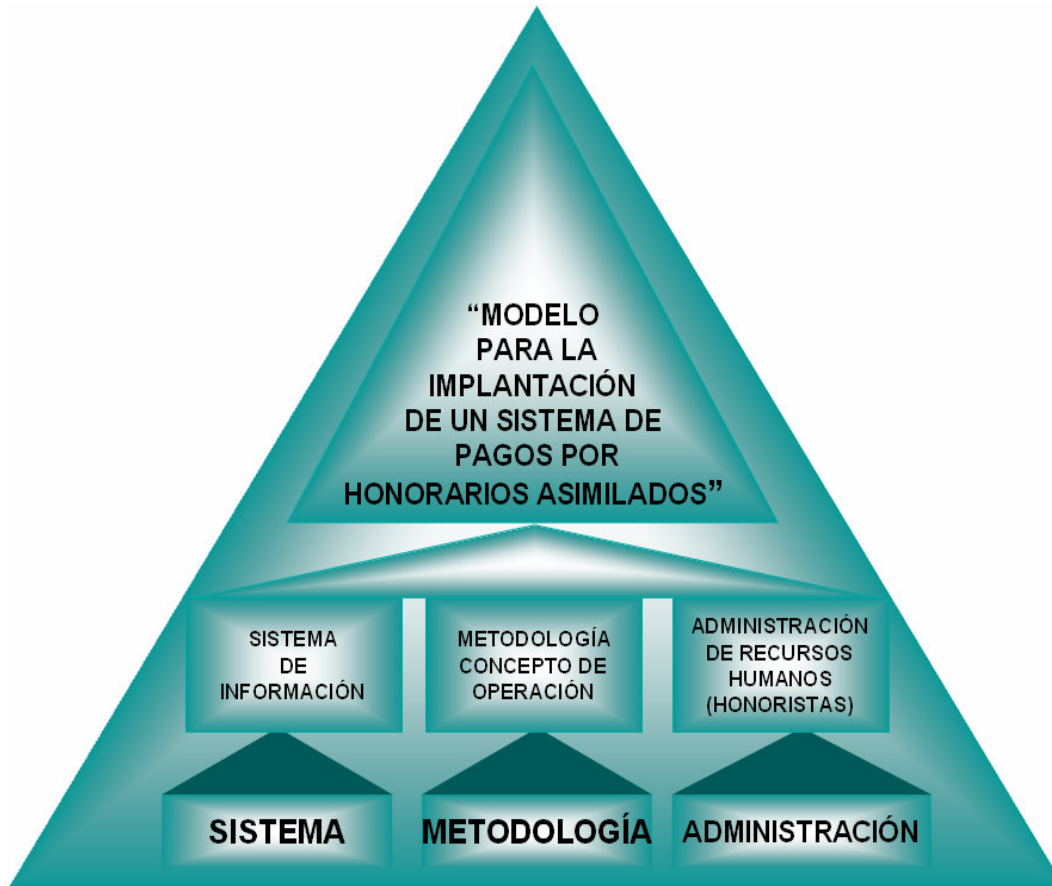 “MODELO
PARA LA
IMPLANTACIÓN
DE UN SISTEMA DE
PAGOS POR
HONORARIOS ASIMILADOS”
SISTEMA
DE
INFORMACIÓN
METODOLOGÍA
CONCEPTO DE
OPERACIÓN
ADMINISTRACIÓN
DE RECURSOS
HUMANOS
(HONORISTAS)
SISTEMA
METODOLOGÍA
ADMINISTRACIÓN